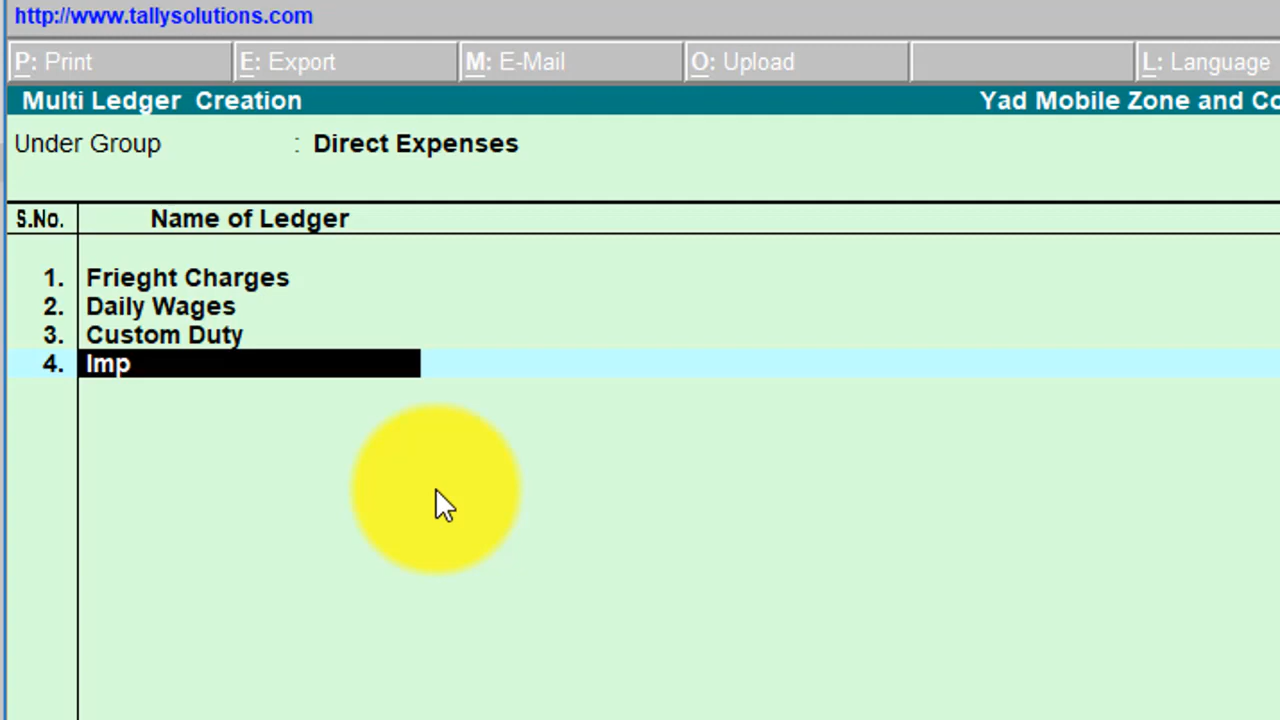 http://www.tallysolutions.com
P: Print E: Export M: E-Mail O: Upload L: Language
Multi Ledger Creation Yad Mobile Zone and Co
Under Group : Direct Expenses
S.No. Name of Ledger
1. Frieght Charges
2. Daily Wages
3. Custom Duty
4. Imp